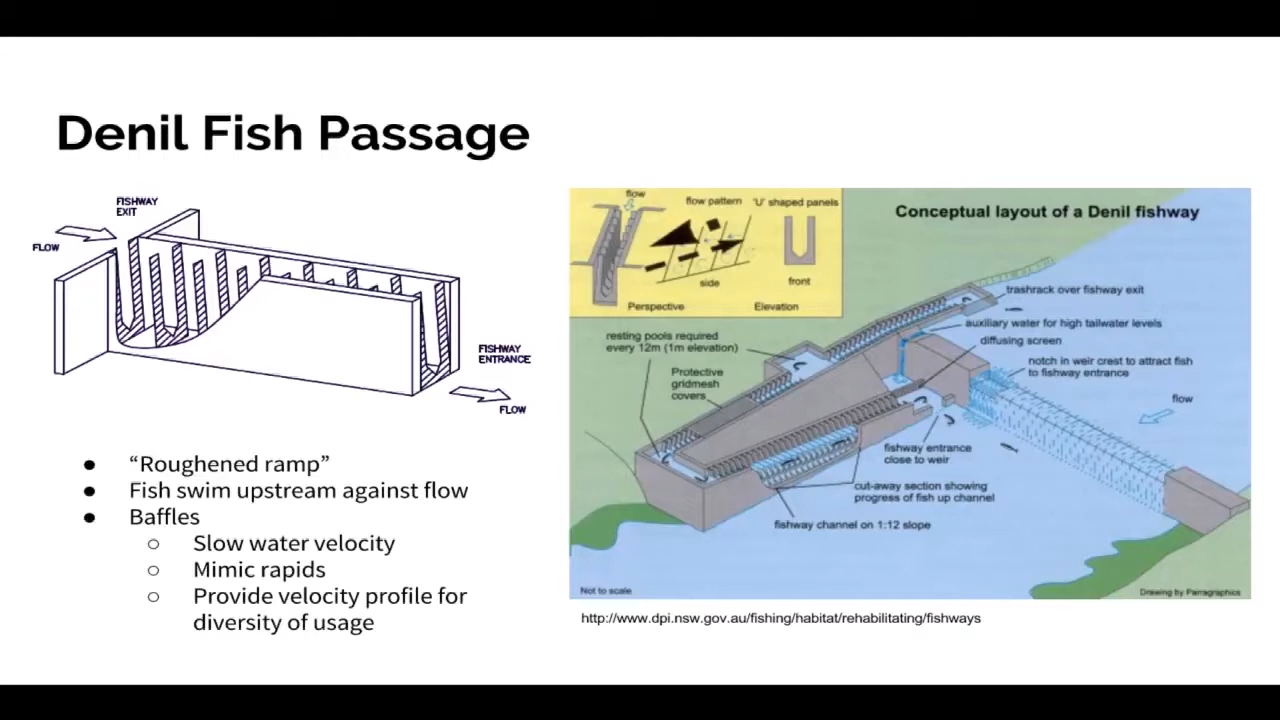 Denil Fish Passage
FISHWAY
EXIT
FLOW
FISHWAY
ENTRANCE
FLOW
● “Roughened ramp”
● Fish swim upstream against flow
● Baffles
○ Slow water velocity
○ Mimic rapids
○ Provide velocity profile for
diversity of usage
flow
flow pattern
'U' shaped panels
side
front
Perspective
Elevation
Conceptual layout of a Denil fishway
trashrack over fishway exit
auxiliary water for high tailwater levels
diffusing screen
notch in weir crest to attract fish
to fishway entrance
flow
resting pools required
every 12m (1m elevation)
Protective
gridmesh
covers
fishway entrance
close to weir
cut-away section showing
progress of fish up channel
fishway channel on 1:12 slope
Not to scale
Drawing by Parragraphics
http://www.dpi.nsw.gov.au/fishing/habitat/rehabilitating/fishways